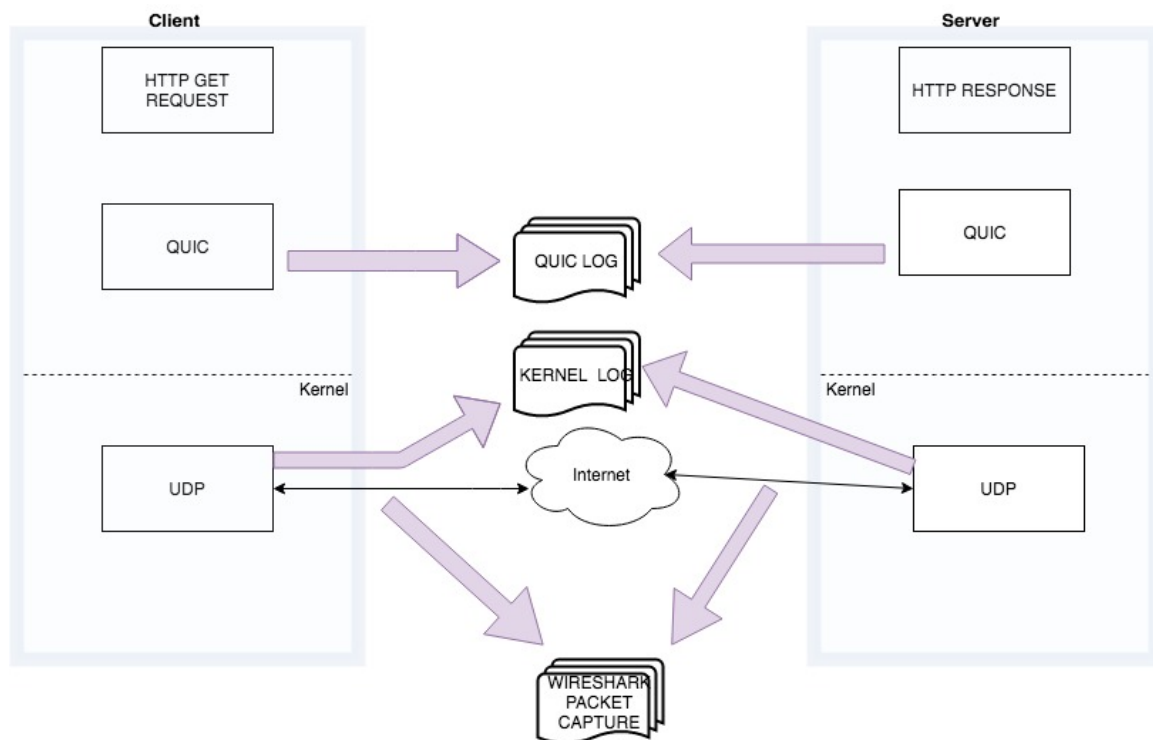 Client
Server
HTTP GET
REQUEST
HTTP RESPONSE
QUIC
QUIC LOG
QUIC
KERNEL LOG
Kernel
Kernel
UDP
Internet
UDP
WIRESHARK
PACKET
CAPTURE